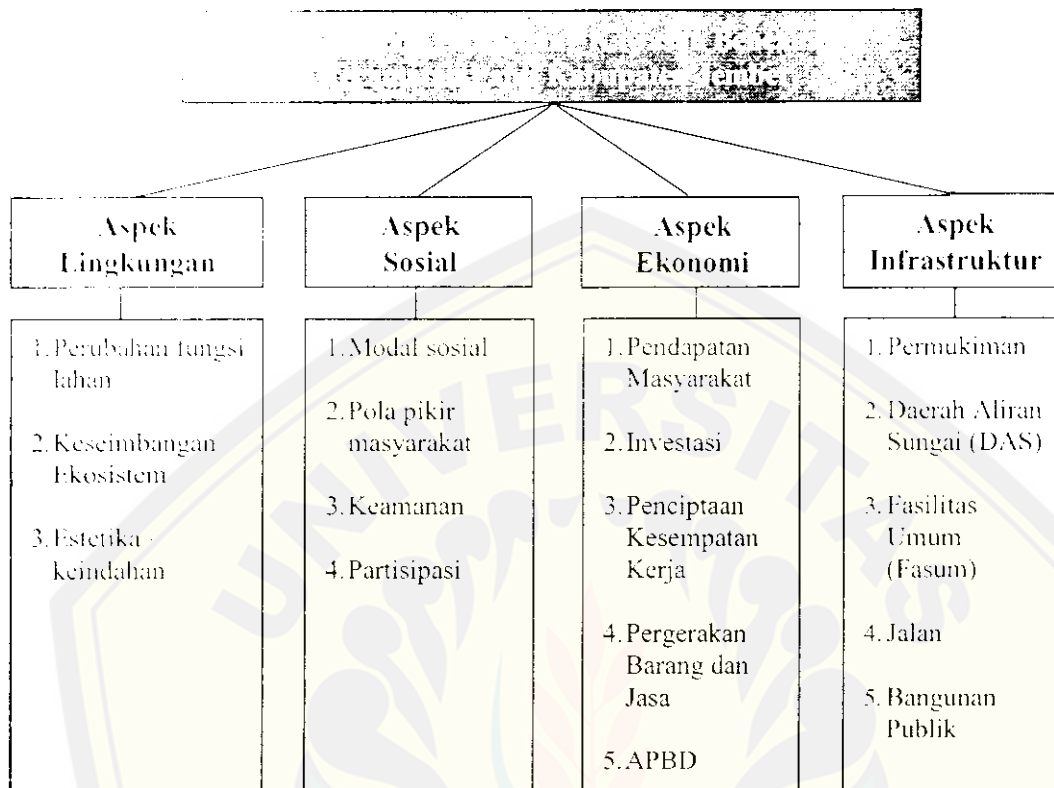 Kabupaten Jember
Aspek
Lingkungan
Aspek
Sosial
Aspek
Ekonomi
Aspek
Infrastruktur
1. Perubahan fungsi
lahan
2. Keseimbangan
Ekosistem
3. Estetika
keindahan
1. Modal sosial
2. Pola pikir
masyarakat
3. Keamanan
4. Partisipasi
1. Pendapatan
Masyarakat
2. Investasi
3. Penciptaan
Kesempatan
Kerja
4. Pergerakan
Barang dan
Jasa
5. APBD
1. Permukiman
2. Daerah Aliran
Sungai (DAS)
3. Fasilitas
Umum
(Fasum)
4. Jalan
5. Bangunan
Publik
UNIVERSITAS